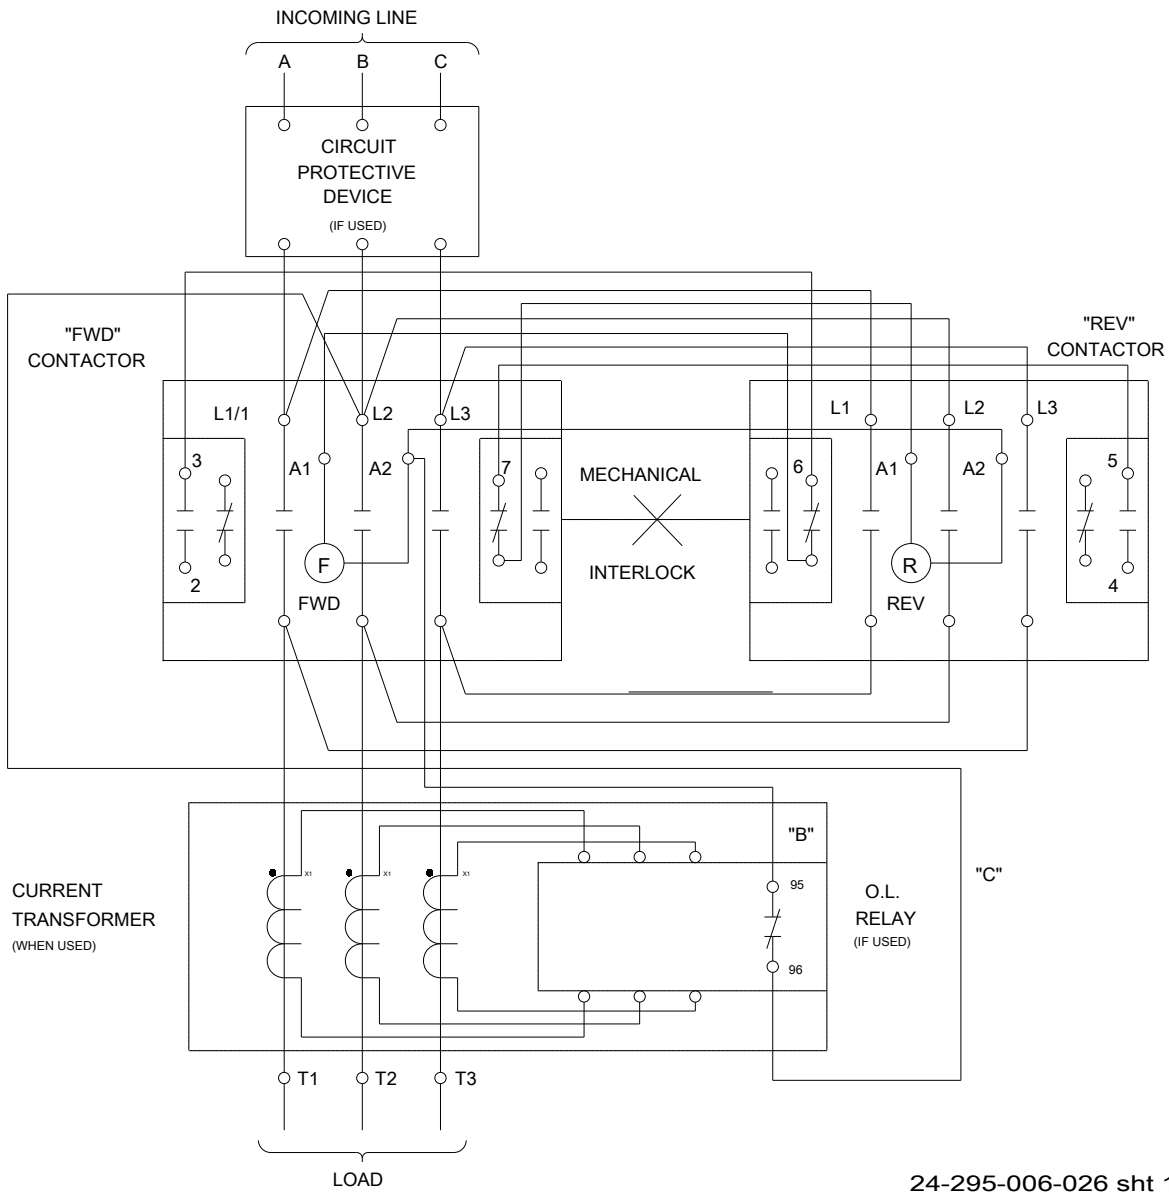 INCOMING LINE
A B C
CIRCUIT
PROTECTIVE
DEVICE
(IF USED)
"FWD"
CONTACTOR
"REV"
CONTACTOR
L1/1 L2 L3
L1 L2 L3
3 A1 A2 7
MECHANICAL
6 A1 A2 5
F
R
INTERLOCK
2
FWD
REV
4
"B"
"C"
X1 X1 X1
95
96
CURRENT
TRANSFORMER
(WHEN USED)
O.L.
RELAY
(IF USED)
T1 T2 T3
LOAD
24-295-006-026 sht 1